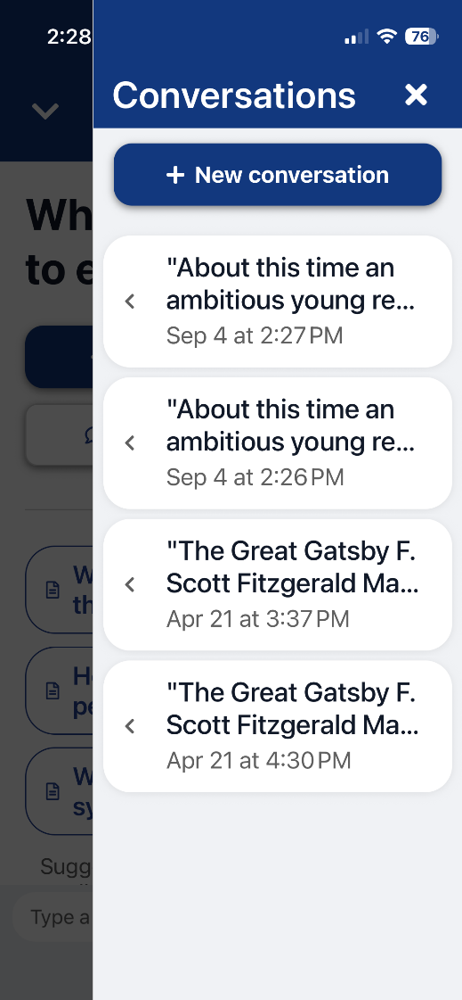 2:28
76
Conversations
+ New conversation
"About this time an
ambitious young re...
Sep 4 at 2:27 PM
"About this time an
ambitious young re...
Sep 4 at 2:26 PM
"The Great Gatsby F.
Scott Fitzgerald Ma...
Apr 21 at 3:37 PM
"The Great Gatsby F.
Scott Fitzgerald Ma...
Apr 21 at 4:30 PM
Wh
to e
W
th
He
pe
W
sy
Sugg
Type a